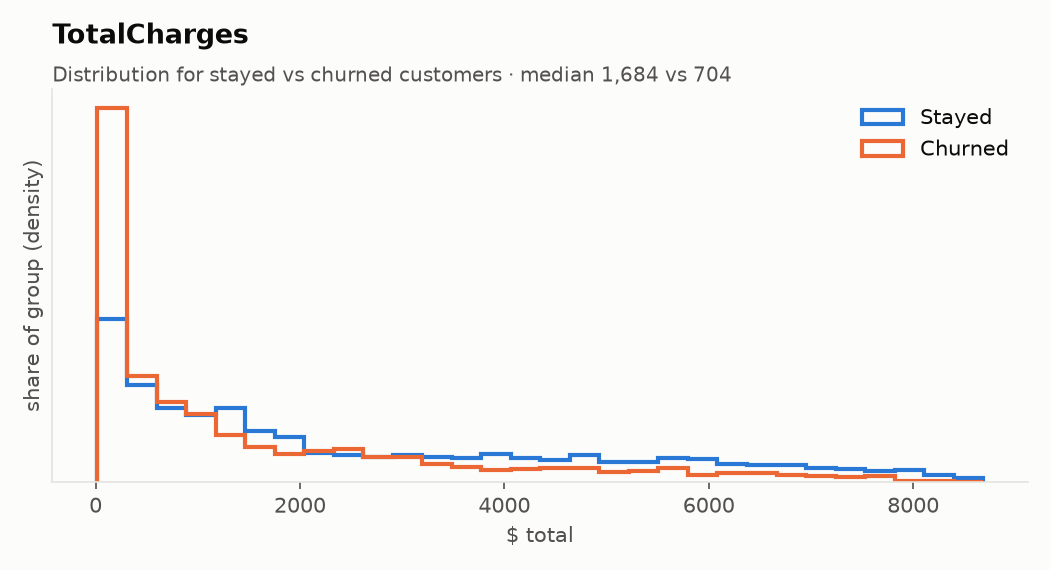 TotalCharges
Distribution for stayed vs churned customers · median 1,684 vs 704
Stayed
Churned
share of group (density)
0 2000 4000 6000 8000
$ total